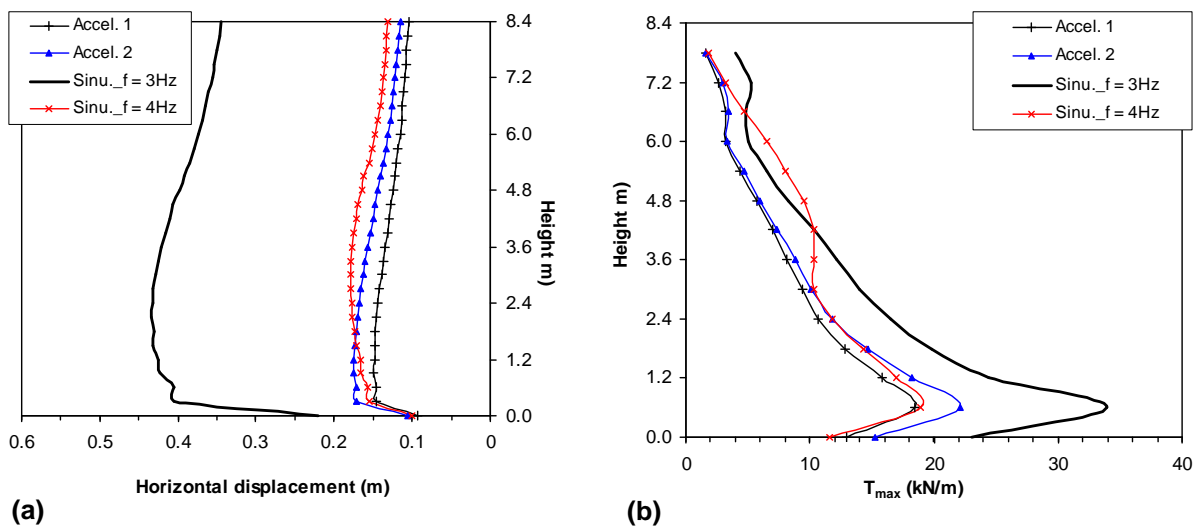 Accel. 1
Accel. 2
Sinu._f = 3Hz
Sinu._f = 4Hz
8.4
7.2
6.0
4.8
3.6
2.4
1.2
0.0
Height m)
0.6
0.5
0.4
0.3
0.2
0.1
0
Horizontal displacement (m)
(a)
Accel. 1
Accel. 2
Sinu._f = 3Hz
Sinu._f = 4Hz
8.4
7.2
6.0
4.8
3.6
2.4
1.2
0.0
Height m)
0
10
20
30
40
Tmax (kN/m)
(b)